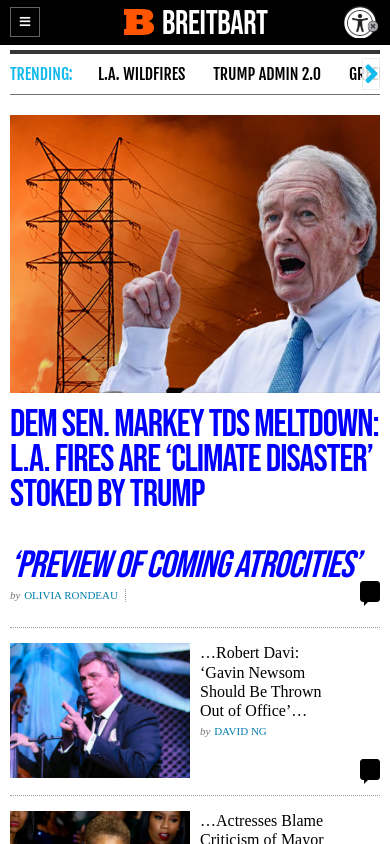 BREITBART
TRENDING:
L.A. WILDFIRES
TRUMP ADMIN 2.0
DEM SEN. MARKEY TDS MELTDOWN:
L.A. FIRES ARE ‘CLIMATE DISASTER’
STOKED BY TRUMP
‘PREVIEW OF COMING ATROCITIES’
by OLIVIA RONDEAU
…Robert Davi:
‘Gavin Newsom
Should Be Thrown
Out of Office’…
by DAVID NG
…Actresses Blame
Criticism of Mayor